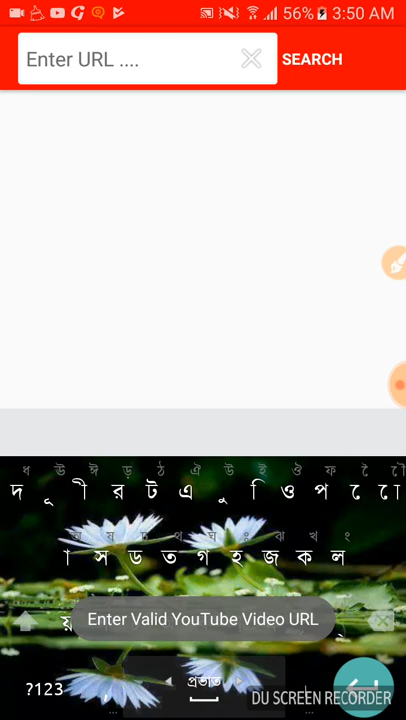 56% 3:50 AM
Enter URL .... SEARCH
ধ ঊ ঈ ড় ঠ ঐ উ ই ঔ ফ ৈ ৌ
দ ূ ী র ট এ ু ি ও প ে ো
অ য ঢ থ ঘ ঃ ঝ খ ং
া স ড ত গ হ জ ক ল
য়
Enter Valid YouTube Video URL
?123 প্রভাত
DU SCREEN RECORDER